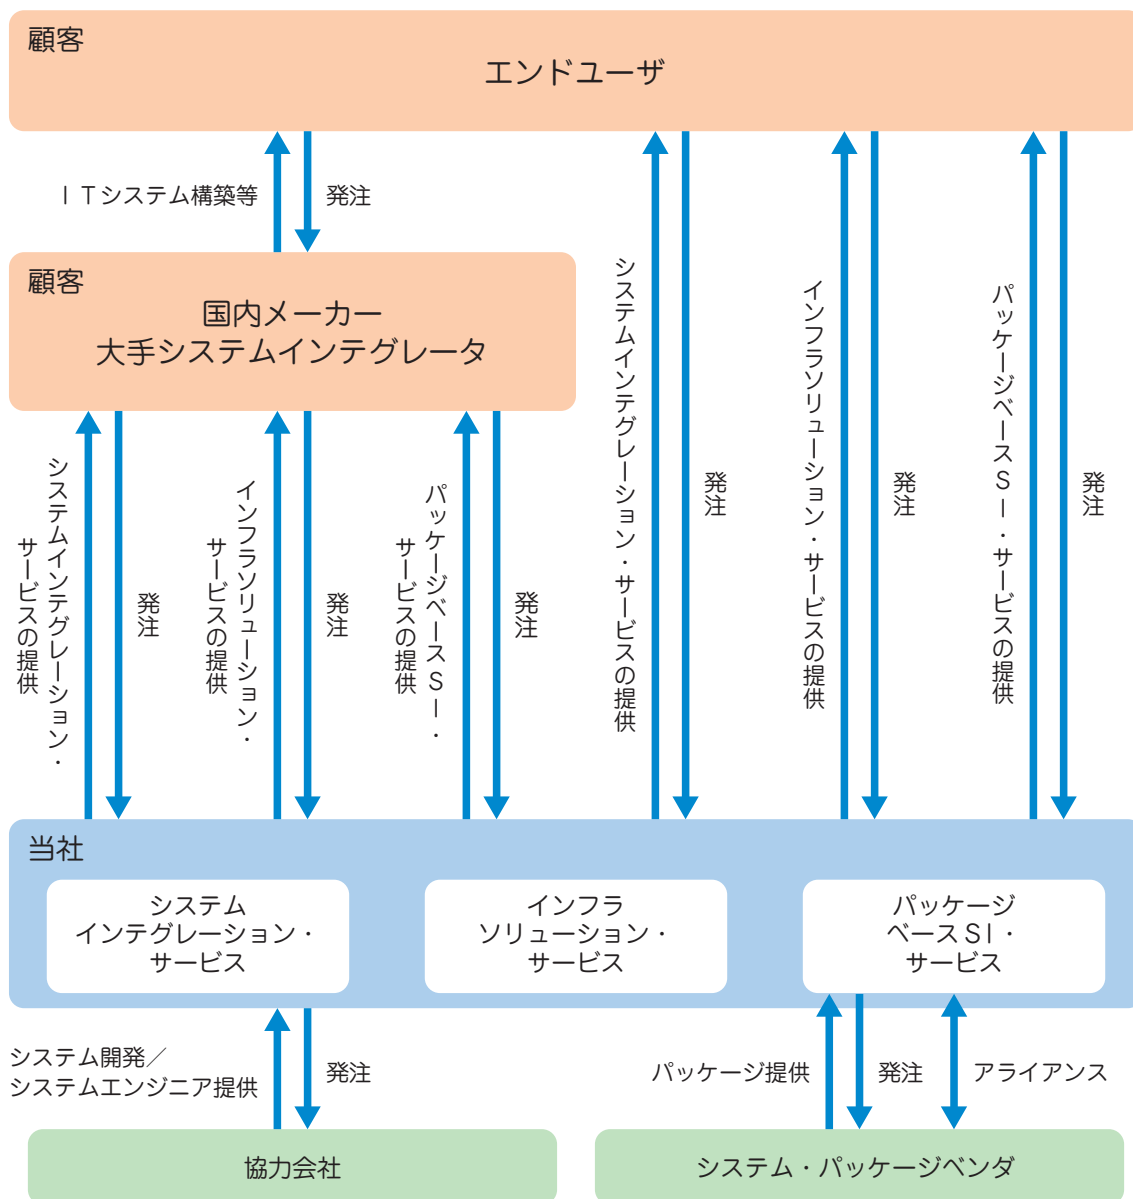 顧客
エンドユーザ
ITシステム構築等
発注
顧客
国内メーカー
大手システムインテグレータ
システムインテグレーション・
サービスの提供
発注
インフラソリューション・
サービスの提供
発注
パッケージベースSI・
サービスの提供
発注
システムインテグレーション・サービスの提供
発注
インフラソリューション・サービスの提供
発注
パッケージベースSI・サービスの提供
発注
当社
システム
インテグレーション・
サービス
インフラ
ソリューション・
サービス
パッケージ
ベースSI・
サービス
システム開発／
システムエンジニア提供
発注
パッケージ提供
発注
アライアンス
協力会社
システム・パッケージベンダ